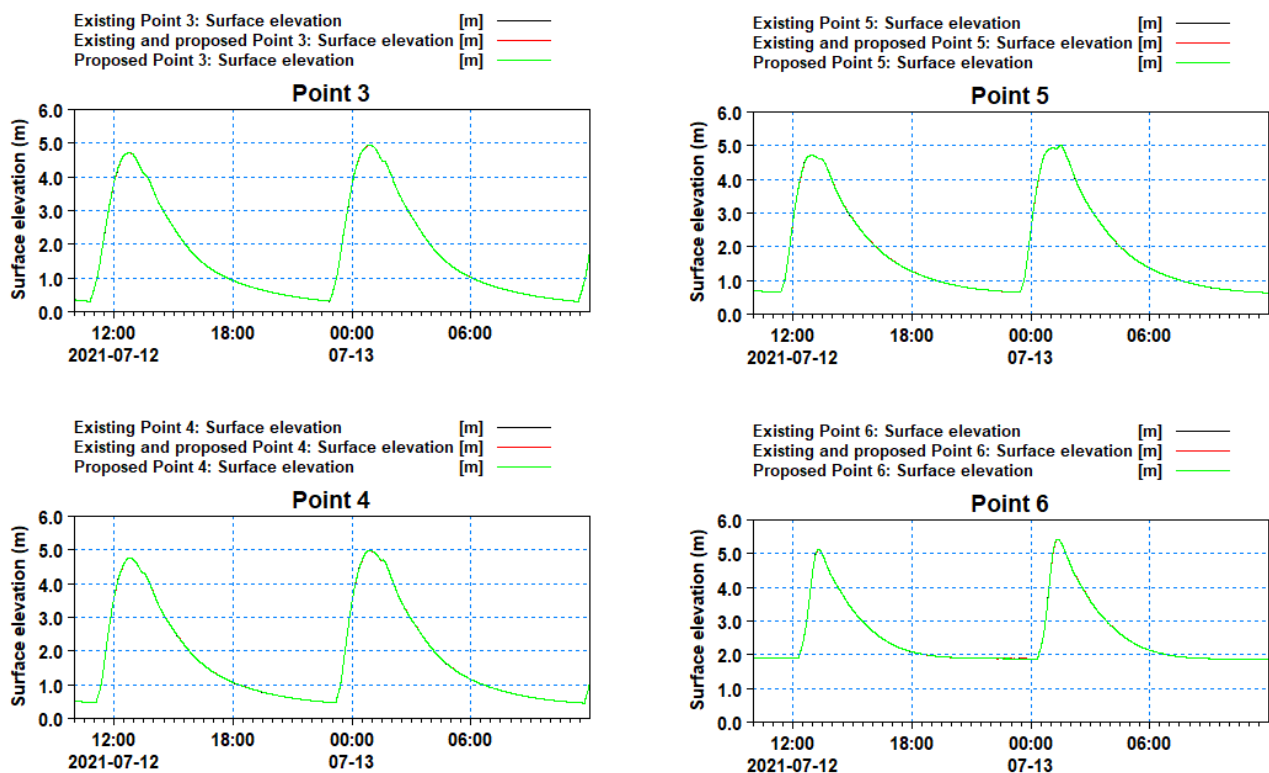 Existing Point 3: Surface elevation [m]
Existing and proposed Point 3: Surface elevation [m]
Proposed Point 3: Surface elevation [m]
Point 3
Surface elevation (m)
6.0
5.0
4.0
3.0
2.0
1.0
0.0
12:00 18:00 00:00 06:00
2021-07-12 07-13
Existing Point 5: Surface elevation [m]
Existing and proposed Point 5: Surface elevation [m]
Proposed Point 5: Surface elevation [m]
Point 5
Surface elevation (m)
6.0
5.0
4.0
3.0
2.0
1.0
0.0
12:00 18:00 00:00 06:00
2021-07-12 07-13
Existing Point 4: Surface elevation [m]
Existing and proposed Point 4: Surface elevation [m]
Proposed Point 4: Surface elevation [m]
Point 4
Surface elevation (m)
6.0
5.0
4.0
3.0
2.0
1.0
0.0
12:00 18:00 00:00 06:00
2021-07-12 07-13
Existing Point 6: Surface elevation [m]
Existing and proposed Point 6: Surface elevation [m]
Proposed Point 6: Surface elevation [m]
Point 6
Surface elevation (m)
6.0
5.0
4.0
3.0
2.0
1.0
0.0
12:00 18:00 00:00 06:00
2021-07-12 07-13